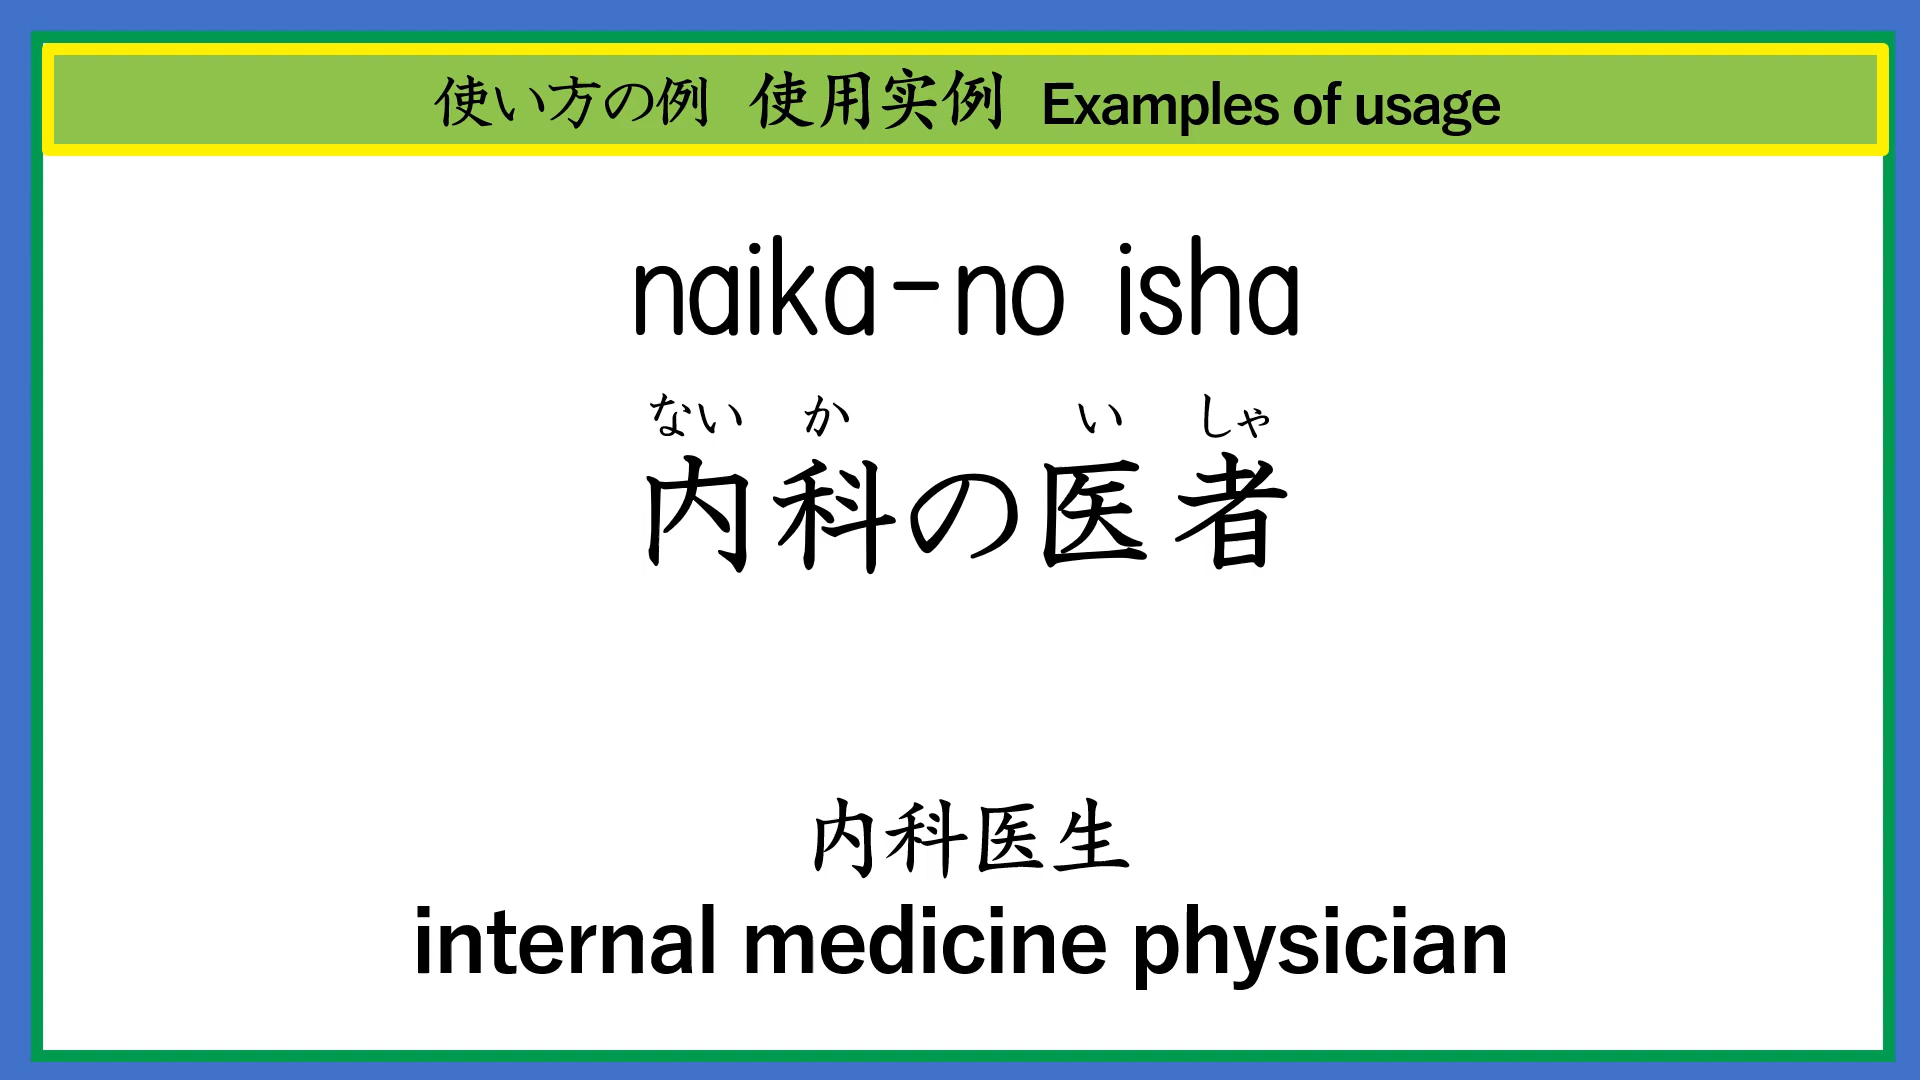 使い方の例 使用实例 Examples of usage
naika-no isha
ない か い しゃ
内科の医者
内科医生
internal medicine physician